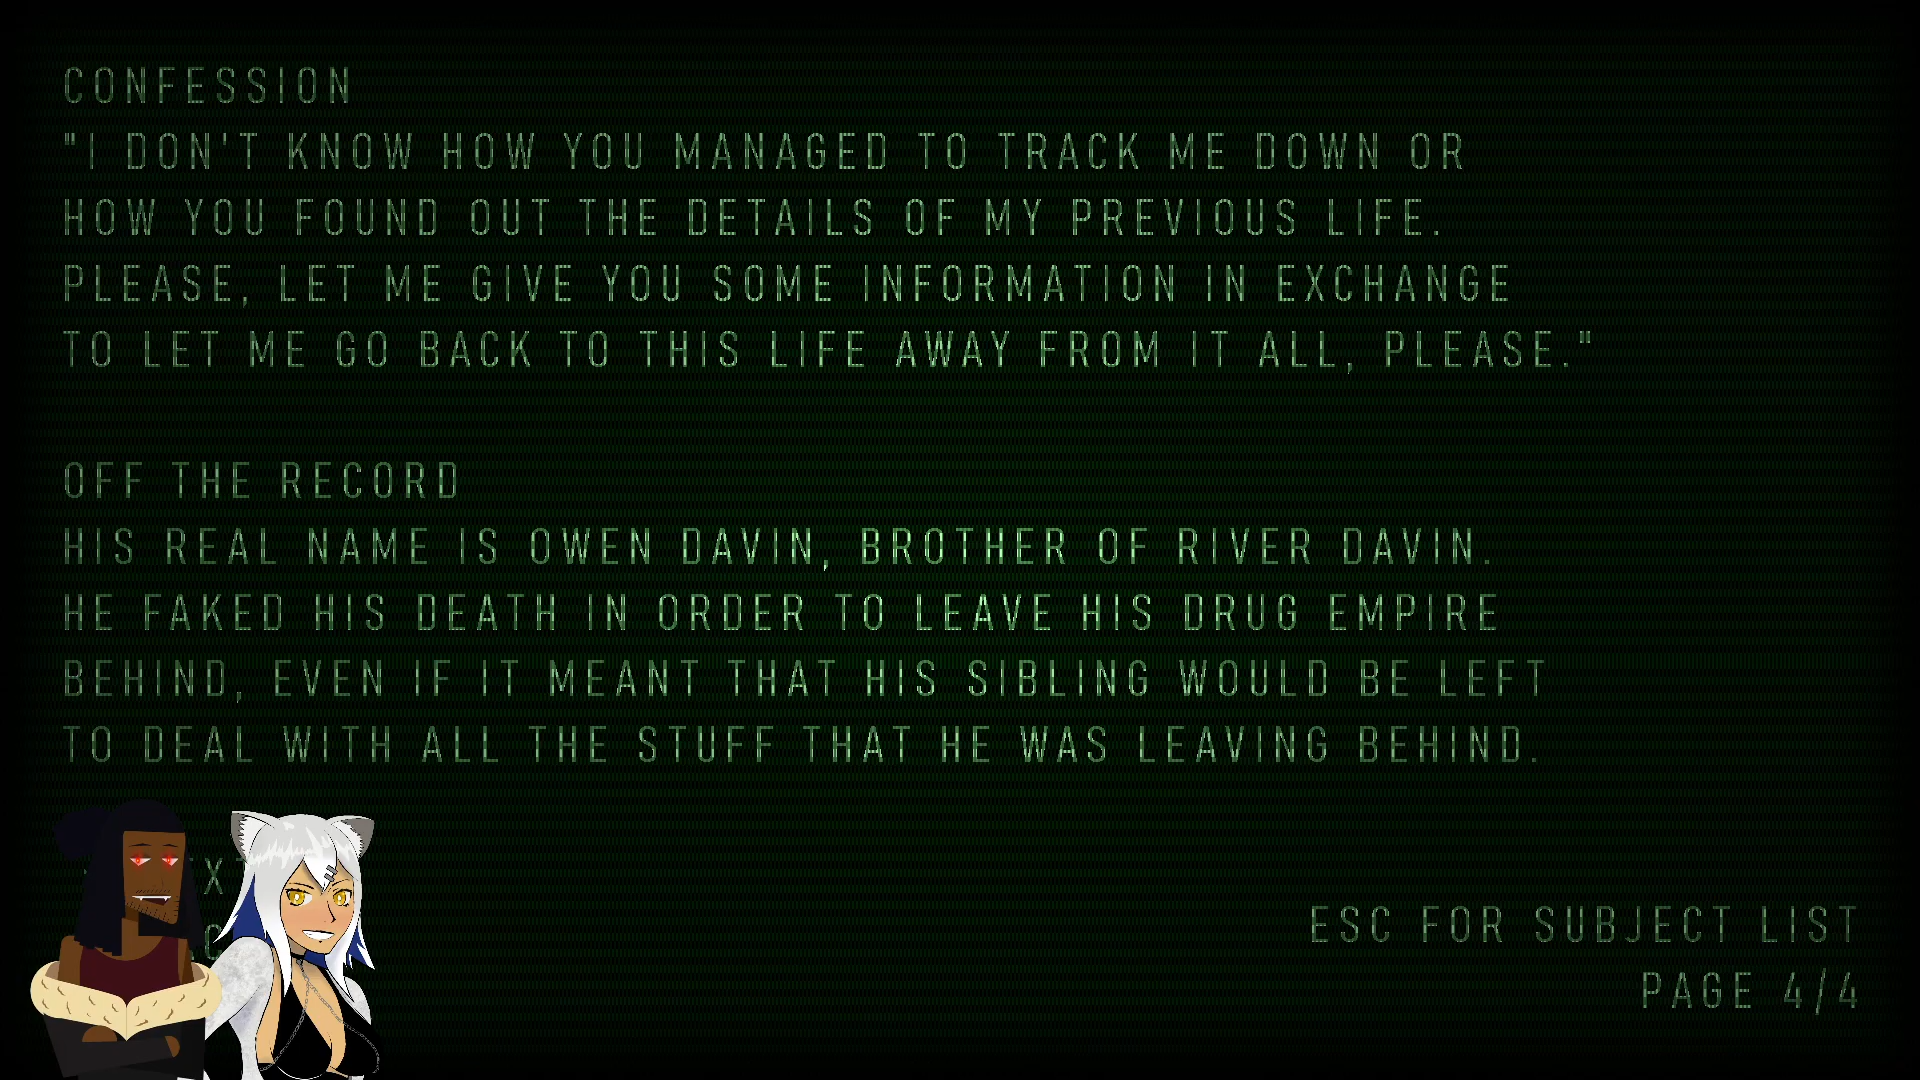 CONFESSION
"I DON'T KNOW HOW YOU MANAGED TO TRACK ME DOWN OR
HOW YOU FOUND OUT THE DETAILS OF MY PREVIOUS LIFE.
PLEASE, LET ME GIVE YOU SOME INFORMATION IN EXCHANGE
TO LET ME GO BACK TO THIS LIFE AWAY FROM IT ALL, PLEASE."
OFF THE RECORD
HIS REAL NAME IS OWEN DAVIN, BROTHER OF RIVER DAVIN.
HE FAKED HIS DEATH IN ORDER TO LEAVE HIS DRUG EMPIRE
BEHIND, EVEN IF IT MEANT THAT HIS SIBLING WOULD BE LEFT
TO DEAL WITH ALL THE STUFF THAT HE WAS LEAVING BEHIND.
ESC FOR SUBJECT LIST
PAGE 4/4